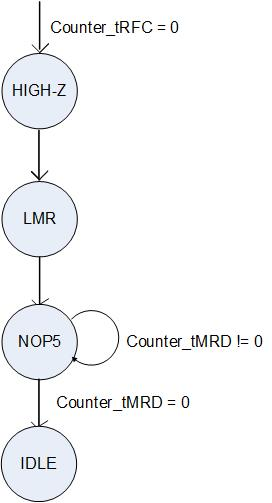 Counter_tRFC = 0
HIGH-Z
LMR
NOP5
Counter_tMRD != 0
Counter_tMRD = 0
IDLE